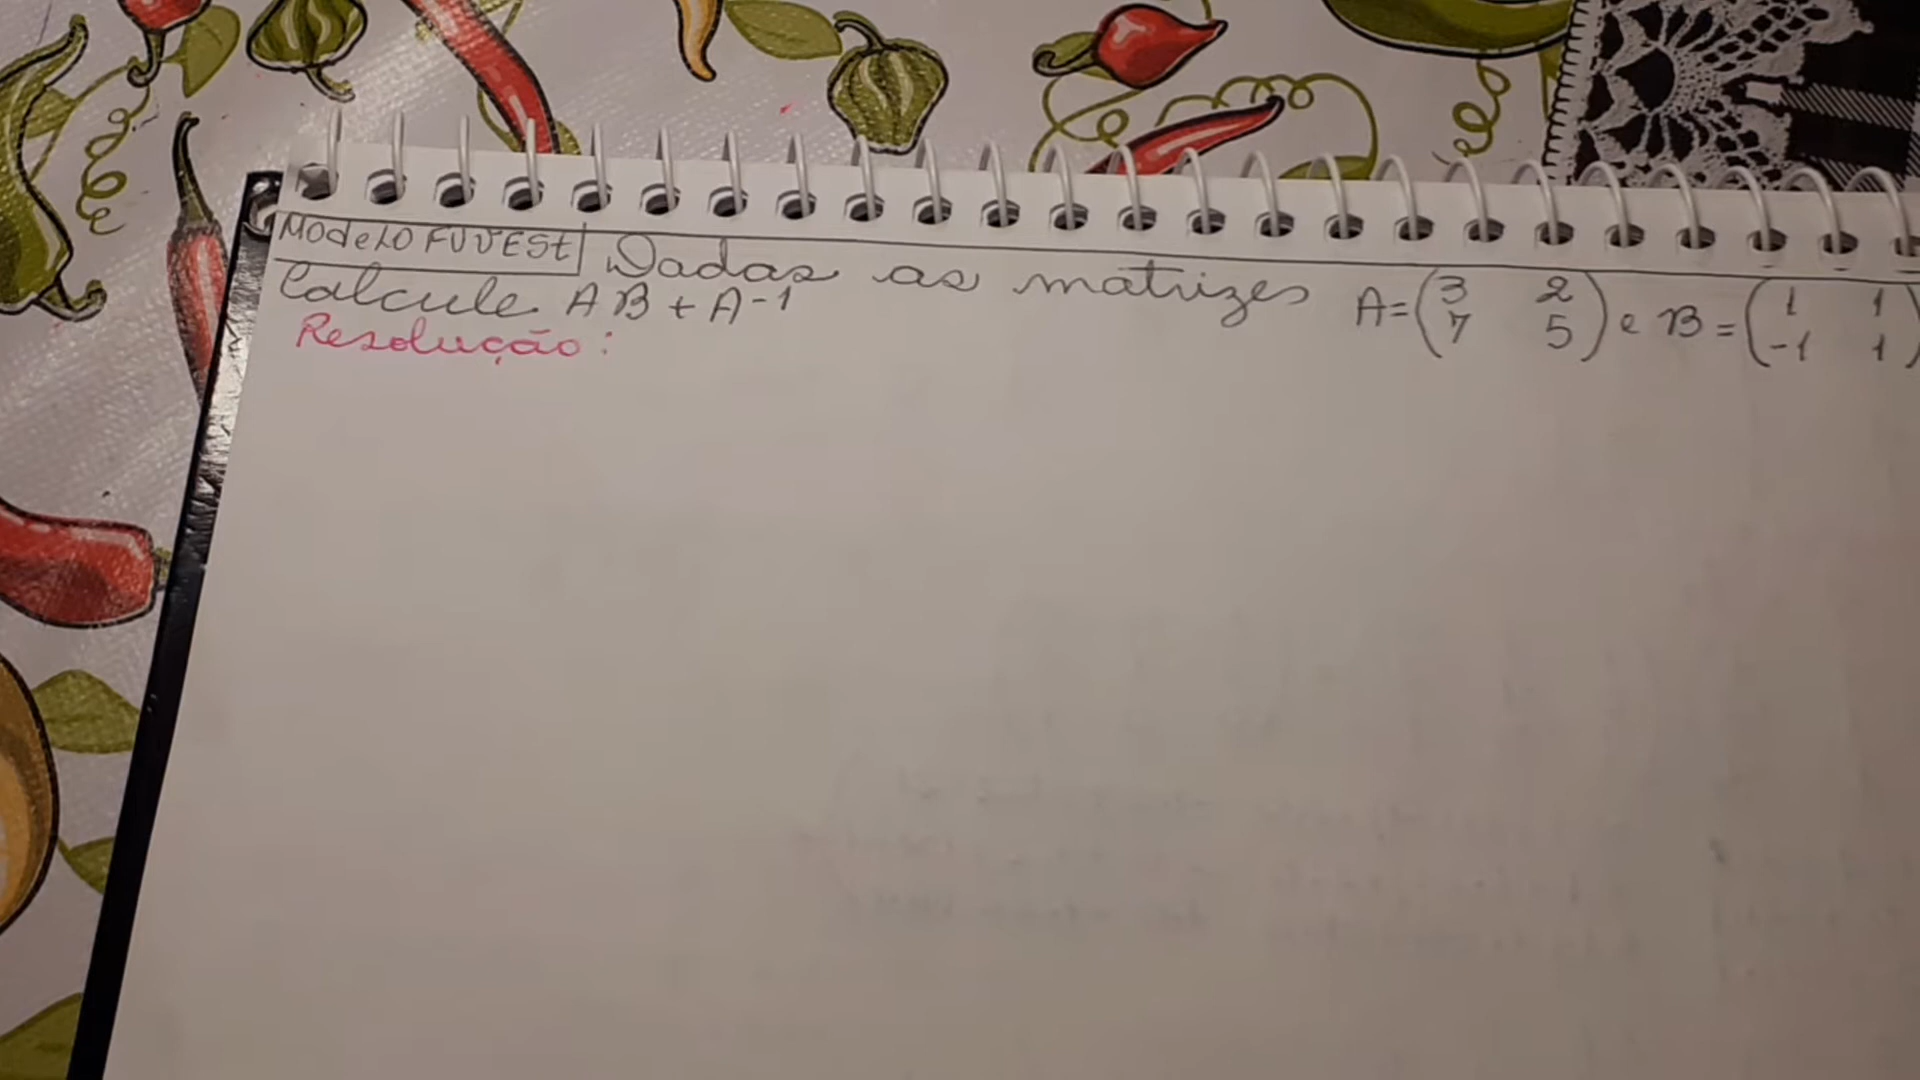 Modelo FUVEST Dadas as matrizes A=(3 2 7 5) e B=(1 1 -1 1)
Calcule AB + A-1
Resolução: